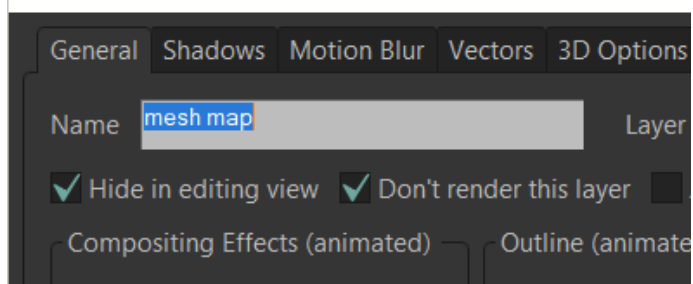 General Shadows Motion Blur Vectors 3D Options
Name mesh map Layer
Hide in editing view Don't render this layer
Compositing Effects (animated) Outline (animate